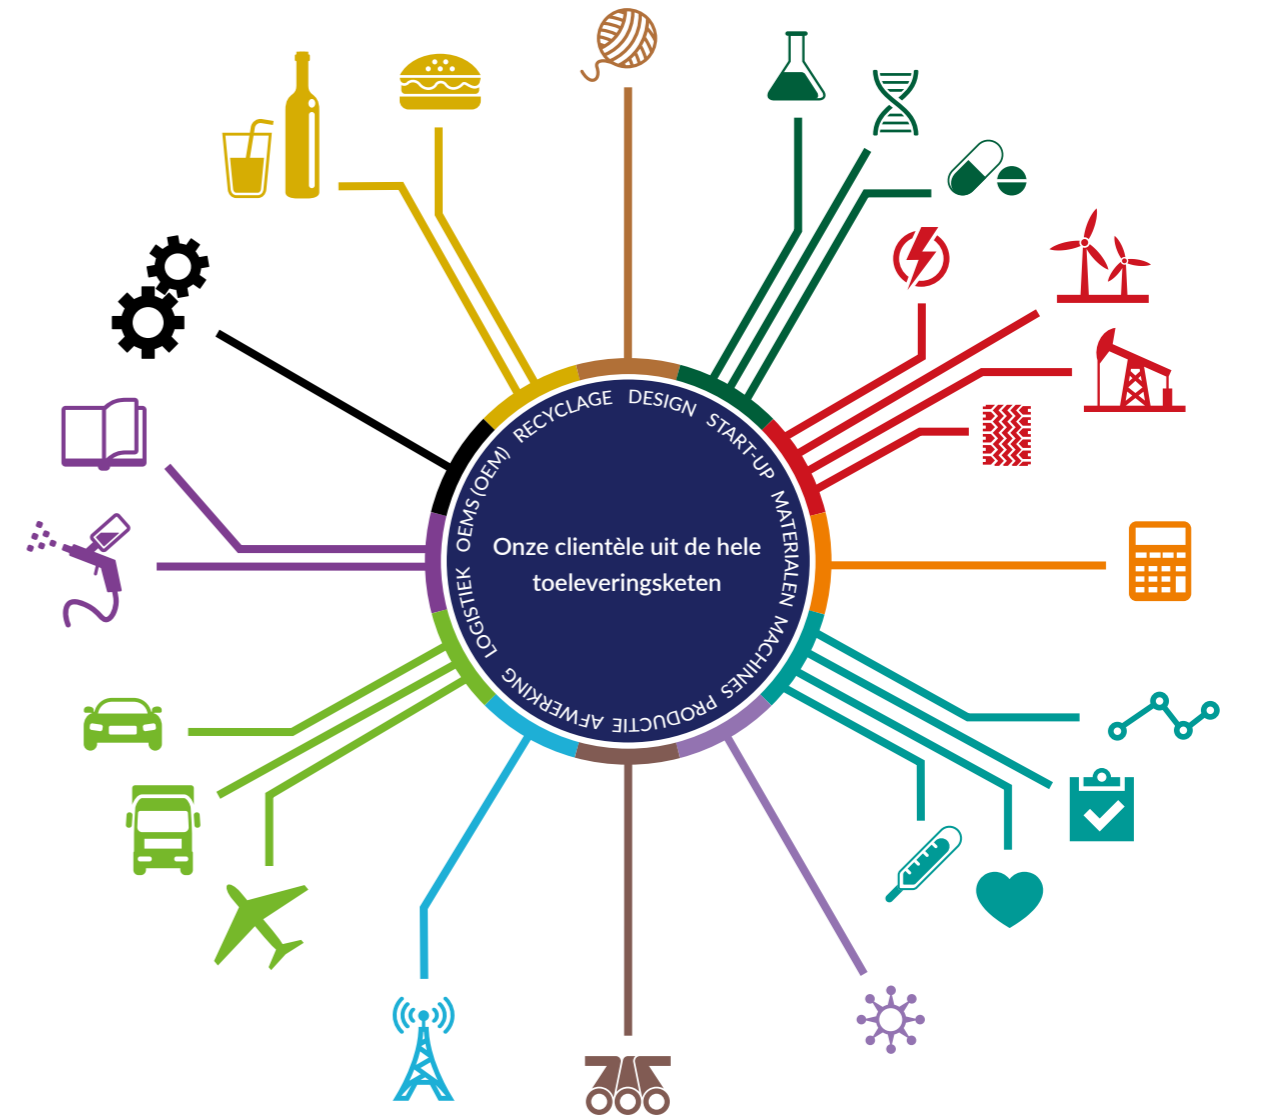 Onze clientèle uit de hele
toeleveringsketen
DESIGN
START-UP
MATERIALEN
MACHINES
PRODUCTIE
AFWERKING
LOGISTIEK
OEMS (OEM)
RECYCLAGE